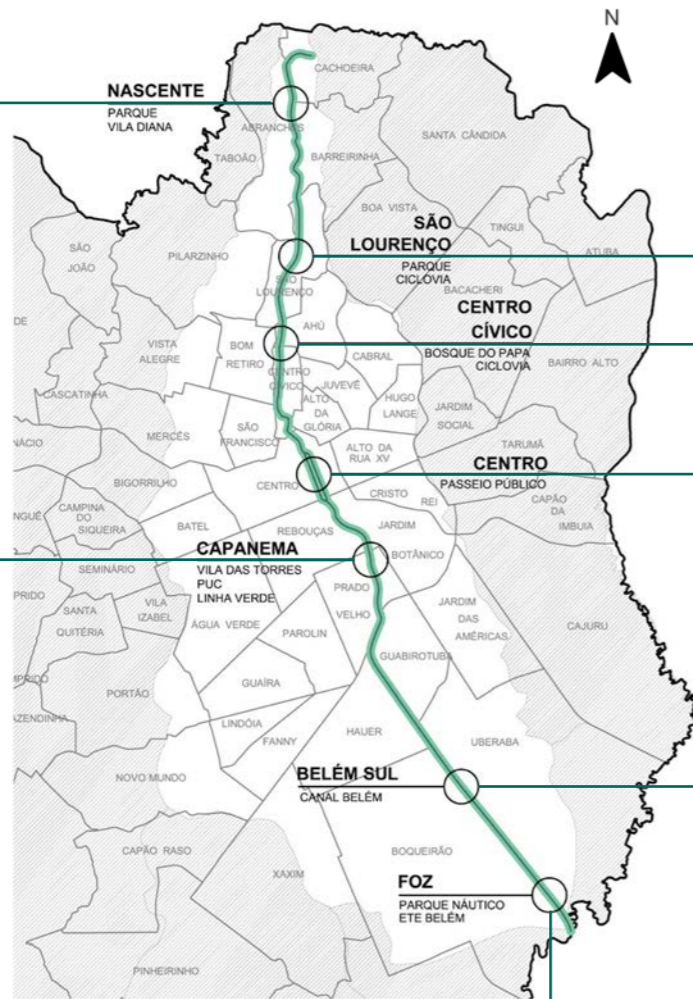 N
CACHOEIRA
NASCENTE
PARQUE
VILA DIANA
ABRANCHES
TABOÃO
BARREIRINHA
SANTA CÂNDIDA
BOA VISTA
SÃO
LOURENÇO
PARQUE
CICLÓVIA
TINGUI
ATUBA
SÃO
JOÃO
PILARZINHO
SÃO
LOURENÇO
BACACHERI
DE
CENTRO
CÍVICO
BOSQUE DO PAPA
CICLOVIA
AHÚ
VISTA
ALEGRE
BOM
RETIRO
CABRAL
BAIRRO ALTO
CENTRO
CÍVICO
JUVEVÊ
CASCATINHA
ALTO
DA
GLÓRIA
HUGO
LANGE
JARDIM
SOCIAL
MERCÊS
SÃO
FRANCISCO
TARUMÃ
NÁCIO
ALTO DA
RUA XV
CENTRO
PASSEIO PÚBLICO
BIGORRILHO
CENTRO
CRISTO
REI
CAPÃO
DA
IMBUIA
NGUÊ
CAMPINA
DO
SIQUEIRA
BATEL
REBOUÇAS
JARDIM
BOTÂNICO
CAPANEMA
VILA DAS TORRES
PUC
LINHA VERDE
SEMINÁRIO
PRIDO
SANTA
QUITÉRIA
VILA
IZABEL
ÁGUA VERDE
PAROLIN
PRADO
VELHO
JARDIM
DAS
AMÉRICAS
CAJURU
GUABIROTUBA
MPRIDO
PORTÃO
GUAÍRA
AZENDINHA
LINDÓIA
FANNY
HAUER
UBERABA
NOVO MUNDO
BELÉM SUL
CANAL BELÉM
CAPÃO RASO
XAXIM
BOQUEIRÃO
FOZ
PARQUE NÁUTICO
ETE BELÉM
PINHEIRINHO